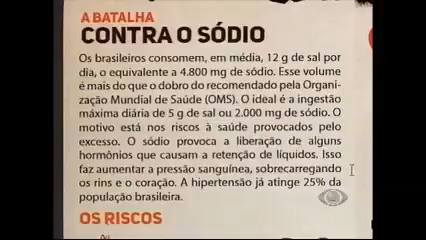 A BATALHA
CONTRA O SÓDIO
Os brasileiros consomem, em média, 12 g de sal por
dia, o equivalente a 4.800 mg de sódio. Esse volume
é mais do que o dobro do recomendado pela Organi-
zação Mundial de Saúde (OMS). O ideal é a ingestão
máxima diária de 5 g de sal ou 2.000 mg de sódio. O
motivo está nos riscos à saúde provocados pelo
excesso. O sódio provoca a liberação de alguns
hormônios que causam a retenção de líquidos. Isso
faz aumentar a pressão sanguínea, sobrecarregando
os rins e o coração. A hipertensão já atinge 25% da
população brasileira.
OS RISCOS